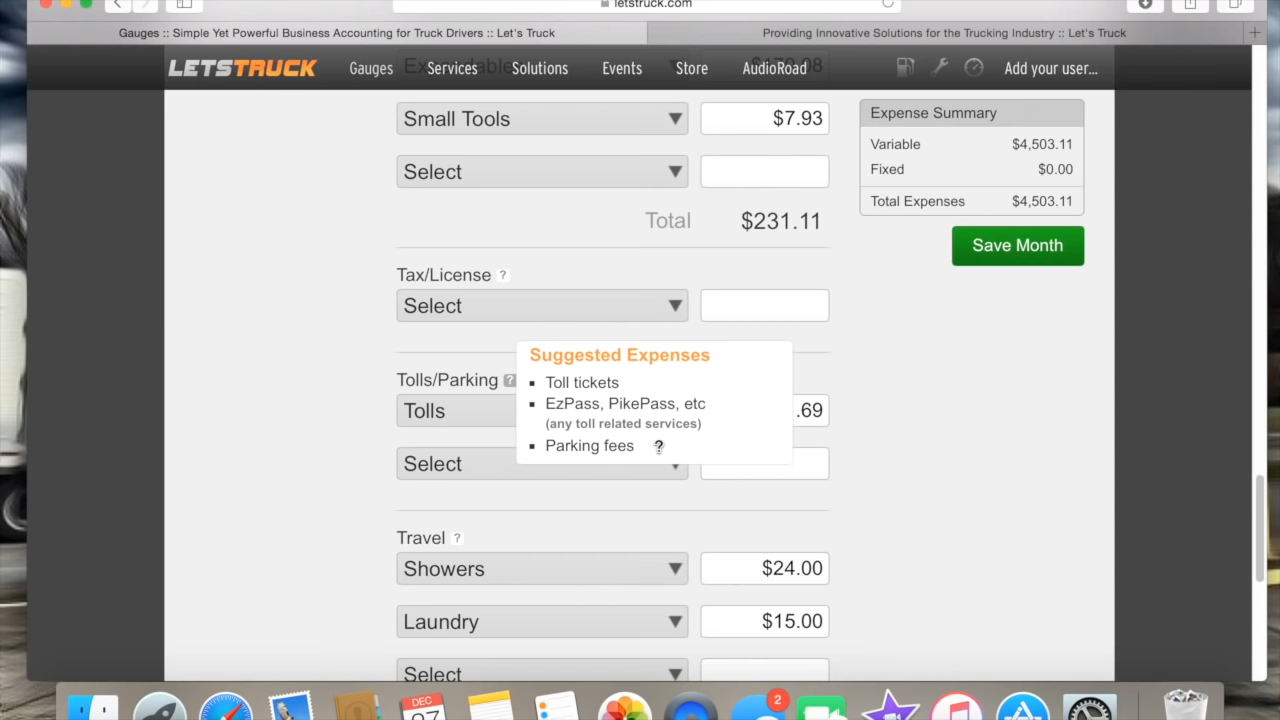 letstruck.com
Gauges :: Simple Yet Powerful Business Accounting for Truck Drivers :: Let's Truck
Providing Innovative Solutions for the Trucking Industry :: Let's Truck
LETSTRUCK
Gauges
Services
Solutions
Events
Store
AudioRoad
Add your user...
Small Tools
$7.93
Select
Total
$231.11
Expense Summary
Variable
$4,503.11
Fixed
$0.00
Total Expenses
$4,503.11
Save Month
Tax/License ?
Select
Tolls/Parking ?
Tolls
.69
Select
Suggested Expenses
Toll tickets
EzPass, PikePass, etc
(any toll related services)
Parking fees ?
Travel ?
Showers
$24.00
Laundry
$15.00
Select
DEC
2